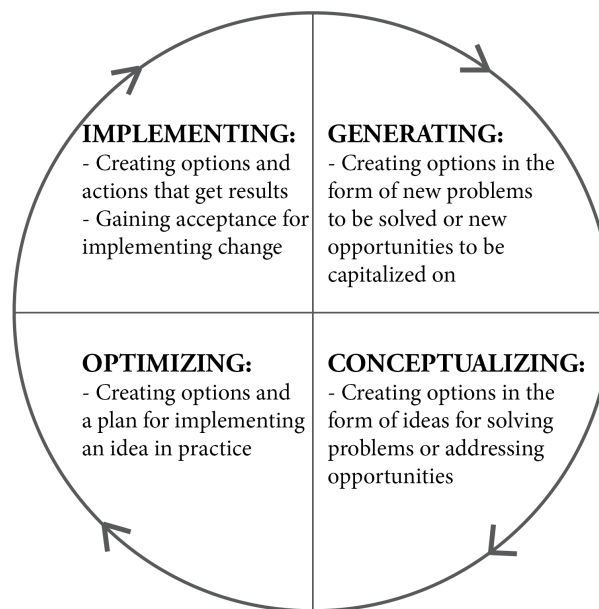 IMPLEMENTING:
- Creating options and
actions that get results
- Gaining acceptance for
implementing change
GENERATING:
- Creating options in the
form of new problems
to be solved or new
opportunities to be
capitalized on
OPTIMIZING:
- Creating options and
a plan for implementing
an idea in practice
CONCEPTUALIZING:
- Creating options in the
form of ideas for solving
problems or addressing
opportunities